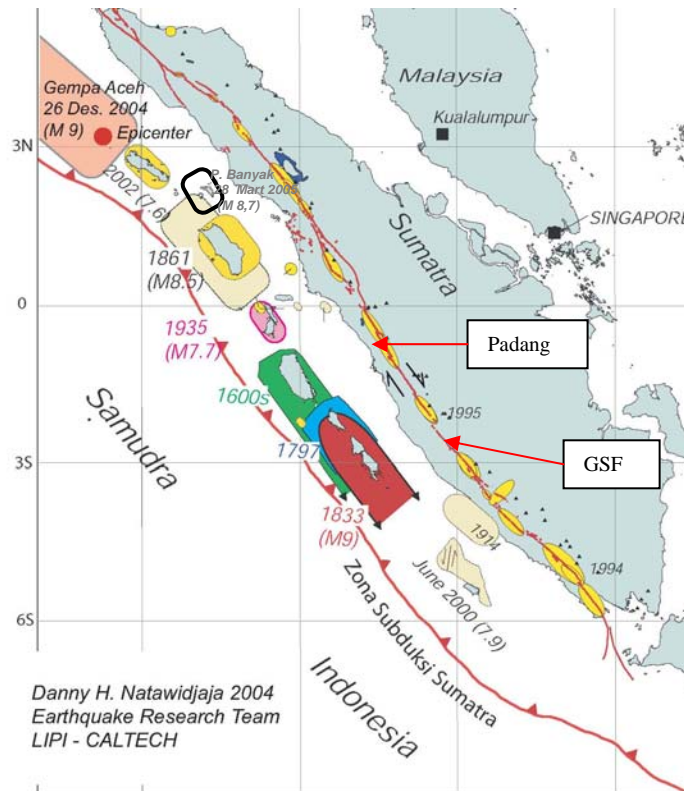 Gempa Aceh
26 Des. 2004
(M 9)
Epicenter
Malaysia
Kualalumpur
3N
2002 (7.6)
P. Banyak
28 Mart 2005
(M 8,7)
SINGAPORE
Sumatra
1861
(M8.5)
0
1935
(M7.7)
Padang
1600s
Samudra
1995
1797
GSF
3S
1833
(M9)
1914
1994
June 2000 (7.9)
Zona Subduksi Sumatra
6S
Indonesia
Danny H. Natawidjaja 2004
Earthquake Research Team
LIPI - CALTECH